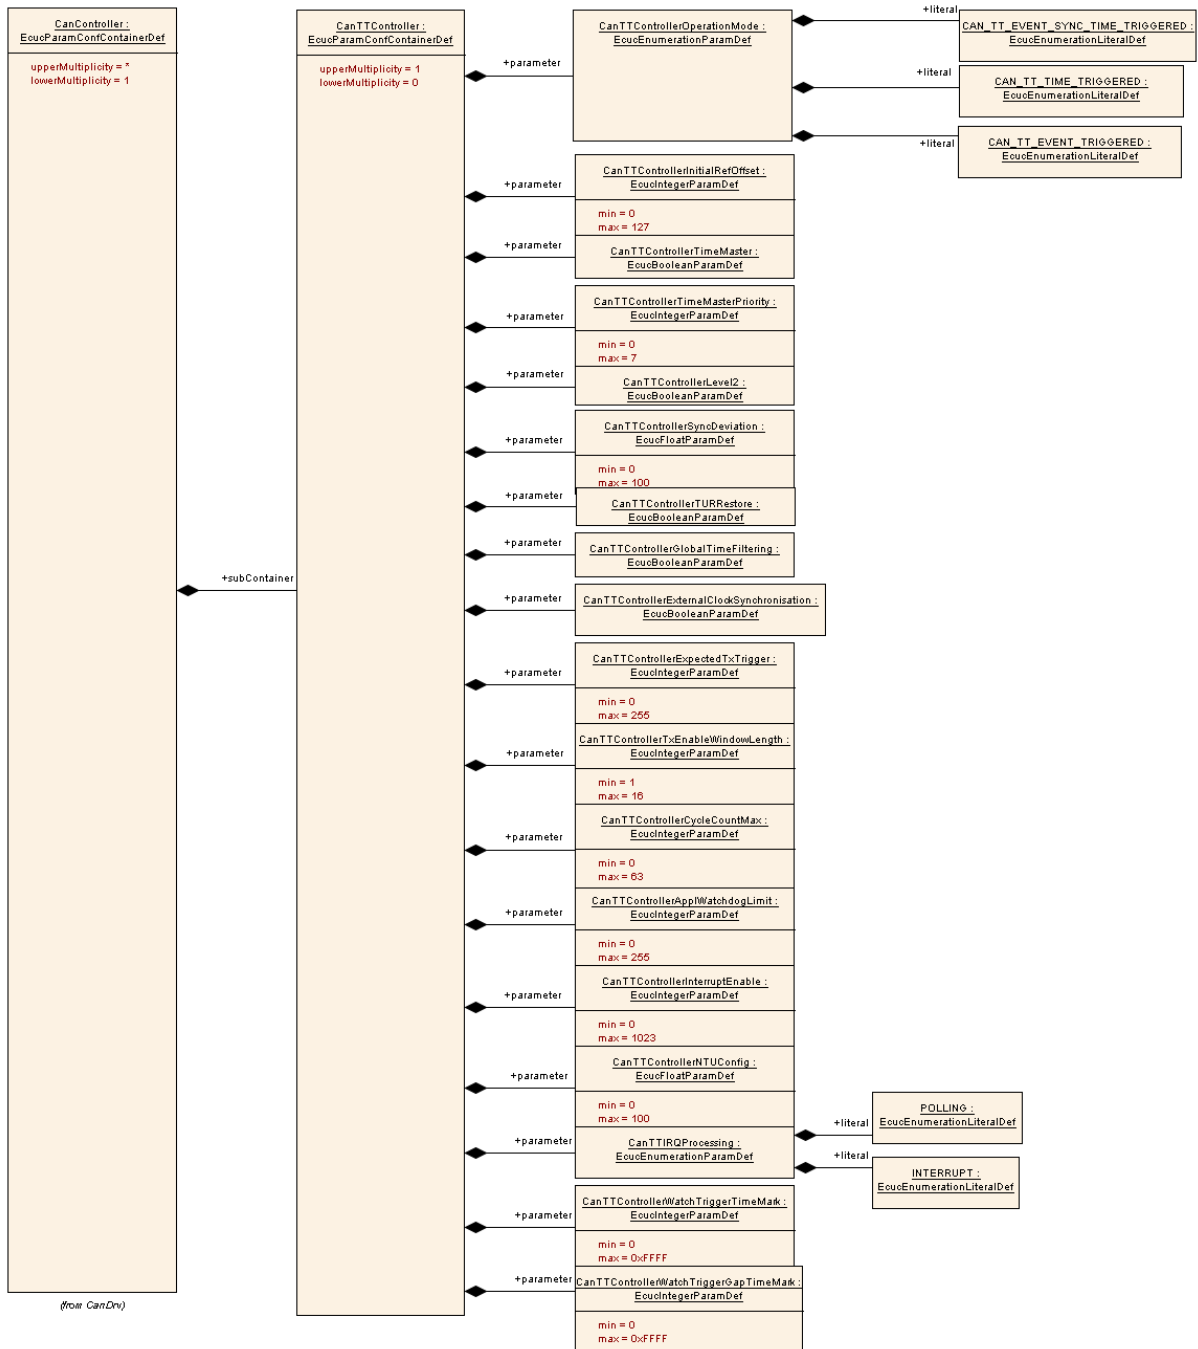 CanController :
EcucParamConfContainerDef
upperMultiplicity = *
lowerMultiplicity = 1
(from CanDrv)
+subContainer
CanTTController :
EcucParamConfContainerDef
upperMultiplicity = 1
lowerMultiplicity = 0
+parameter
CanTTControllerOperationMode :
EcucEnumerationParamDef
+literal
CAN_TT_EVENT_SYNC_TIME_TRIGGERED :
EcucEnumerationLiteralDef
+literal
CAN_TT_TIME_TRIGGERED :
EcucEnumerationLiteralDef
+literal
CAN_TT_EVENT_TRIGGERED :
EcucEnumerationLiteralDef
+parameter
CanTTControllerInitialRefOffset :
EcucIntegerParamDef
min = 0
max = 127
+parameter
CanTTControllerTimeMaster :
EcucBooleanParamDef
+parameter
CanTTControllerTimeMasterPriority :
EcucIntegerParamDef
min = 0
max = 7
+parameter
CanTTControllerLevel2 :
EcucBooleanParamDef
+parameter
CanTTControllerSyncDeviation :
EcucFloatParamDef
min = 0
max = 100
+parameter
CanTTControllerTURRestore :
EcucBooleanParamDef
+parameter
CanTTControllerGlobalTimeFiltering :
EcucBooleanParamDef
+parameter
CanTTControllerExternalClockSynchronisation :
EcucBooleanParamDef
+parameter
CanTTControllerExpectedTxTrigger :
EcucIntegerParamDef
min = 0
max = 255
+parameter
CanTTControllerTxEnableWindowLength :
EcucIntegerParamDef
min = 1
max = 16
+parameter
CanTTControllerCycleCountMax :
EcucIntegerParamDef
min = 0
max = 63
+parameter
CanTTControllerApplWatchdogLimit :
EcucIntegerParamDef
min = 0
max = 255
+parameter
CanTTControllerInterruptEnable :
EcucIntegerParamDef
min = 0
max = 1023
+parameter
CanTTControllerNTUConfig :
EcucFloatParamDef
min = 0
max = 100
+parameter
CanTTIRQProcessing :
EcucEnumerationParamDef
+literal
POLLING :
EcucEnumerationLiteralDef
+literal
INTERRUPT :
EcucEnumerationLiteralDef
+parameter
CanTTControllerWatchTriggerTimeMark :
EcucIntegerParamDef
min = 0
max = 0xFFFF
+parameter
CanTTControllerWatchTriggerGapTimeMark :
EcucIntegerParamDef
min = 0
max = 0xFFFF